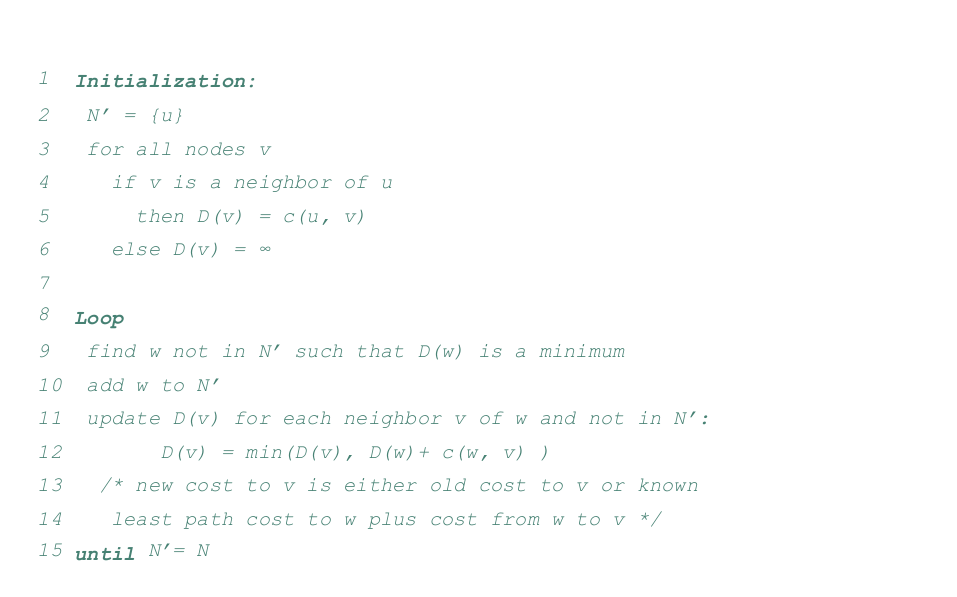 1 Initialization:
2 N’ = {u}
3 for all nodes v
4 if v is a neighbor of u
5 then D(v) = c(u, v)
6 else D(v) = ∞
7
8 Loop
9 find w not in N’ such that D(w) is a minimum
10 add w to N’
11 update D(v) for each neighbor v of w and not in N’:
12 D(v) = min(D(v), D(w)+ c(w, v) )
13 /* new cost to v is either old cost to v or known
14 least path cost to w plus cost from w to v */
15 until N’= N